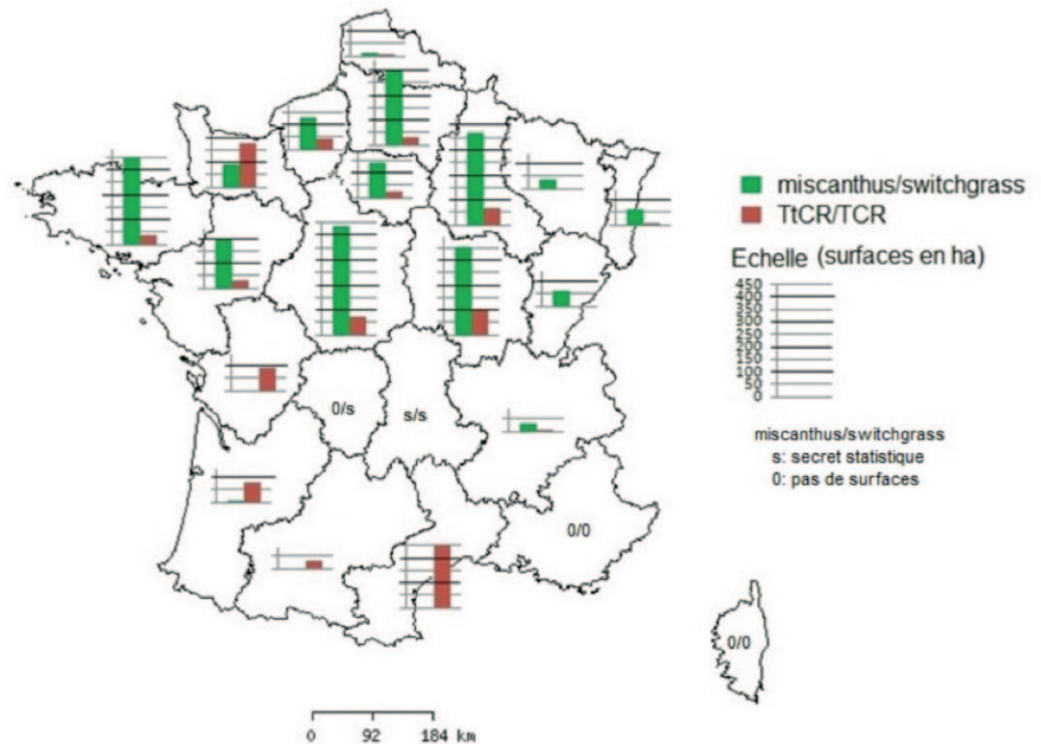 miscanthus/switchgrass
TtCR/TCR
Echelle (surfaces en ha)
450
400
350
300
250
200
150
100
50
0
0/s
s/s
miscanthus/switchgrass
s: secret statistique
0: pas de surfaces
0/0
0/0
0 92 184 km